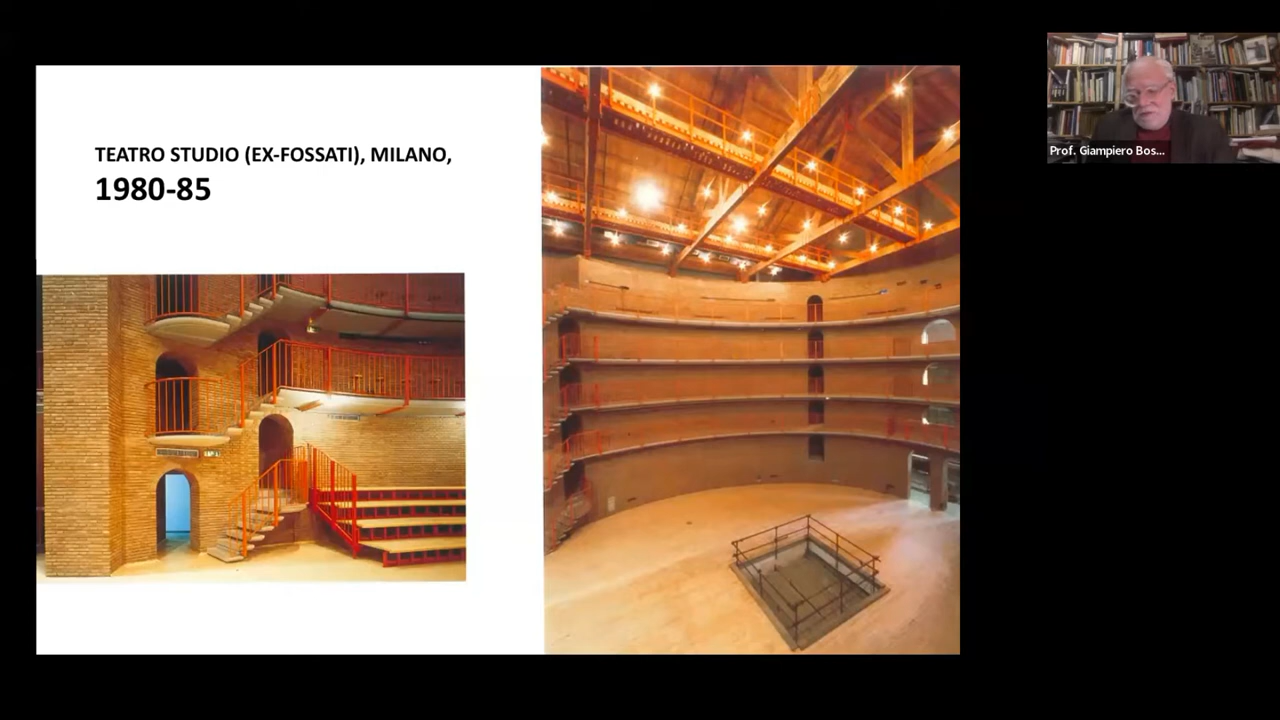 TEATRO STUDIO (EX-FOSSATI), MILANO,
1980-85
Prof. Giampiero Bos...